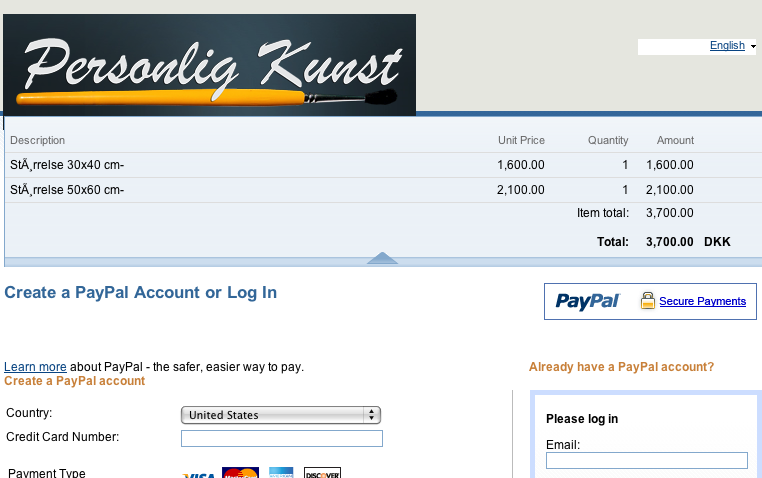 Personlig Kunst
English
Description Unit Price Quantity Amount
StÃ¸rrelse 30x40 cm- 1,600.00 1 1,600.00
StÃ¸rrelse 50x60 cm- 2,100.00 1 2,100.00
Item total: 3,700.00
Total: 3,700.00 DKK
Create a PayPal Account or Log In
PayPal Secure Payments
Learn more about PayPal - the safer, easier way to pay.
Already have a PayPal account?
Create a PayPal account
Country: United States
Please log in
Credit Card Number:
Email:
Payment Type VISA MasterCard DISCOVER